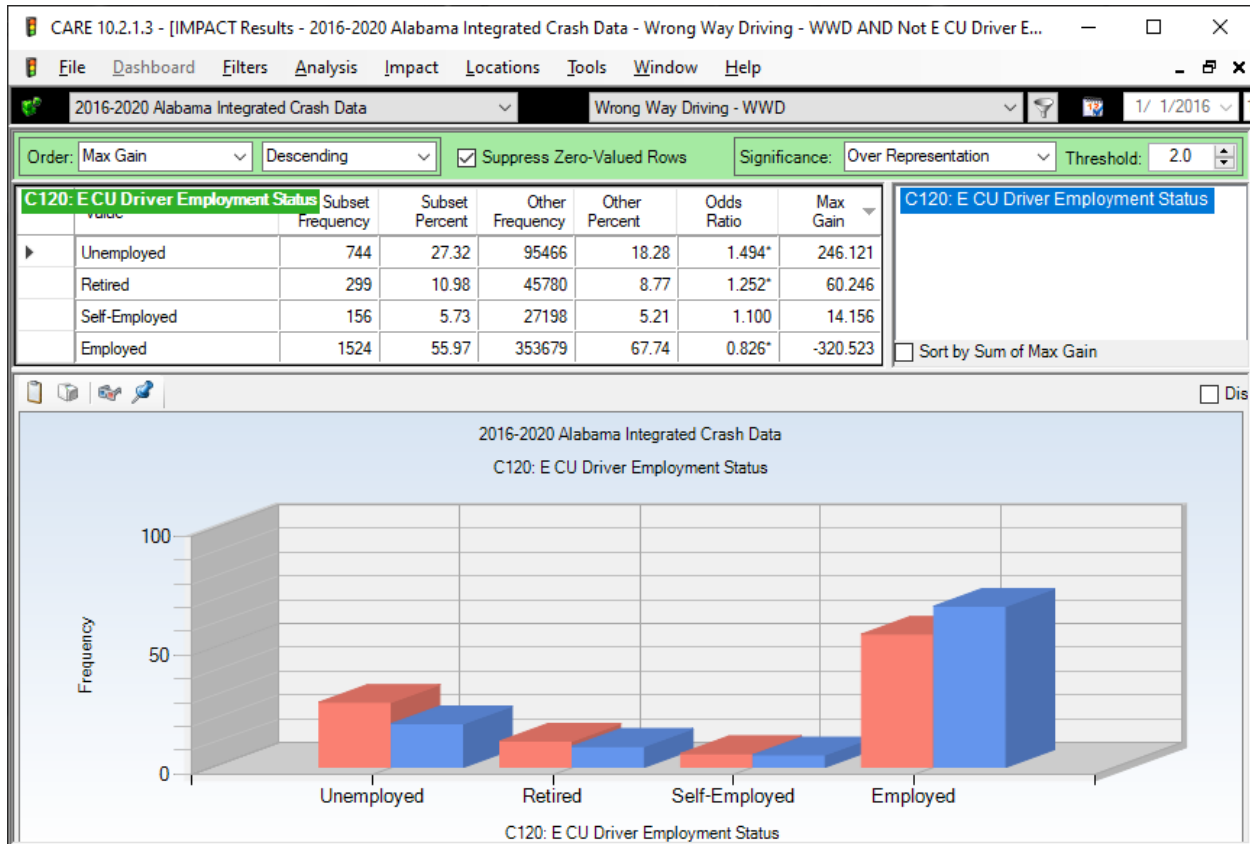 CARE 10.2.1.3 - [IMPACT Results - 2016-2020 Alabama Integrated Crash Data - Wrong Way Driving - WWD AND Not E CU Driver E...
File Dashboard Filters Analysis Impact Locations Tools Window Help
2016-2020 Alabama Integrated Crash Data Wrong Way Driving - WWD 1/ 1/2016
Order: Max Gain Descending Suppress Zero-Valued Rows Significance: Over Representation Threshold: 2.0
C120: E CU Driver Employment Status
Value Subset Frequency Subset Percent Other Frequency Other Percent Odds Ratio Max Gain
Unemployed 744 27.32 95466 18.28 1.494* 246.121
Retired 299 10.98 45780 8.77 1.252* 60.246
Self-Employed 156 5.73 27198 5.21 1.100 14.156
Employed 1524 55.97 353679 67.74 0.826* -320.523
C120: E CU Driver Employment Status
Sort by Sum of Max Gain
Dis
2016-2020 Alabama Integrated Crash Data
C120: E CU Driver Employment Status
Frequency
100
50
0
Unemployed Retired Self-Employed Employed
C120: E CU Driver Employment Status